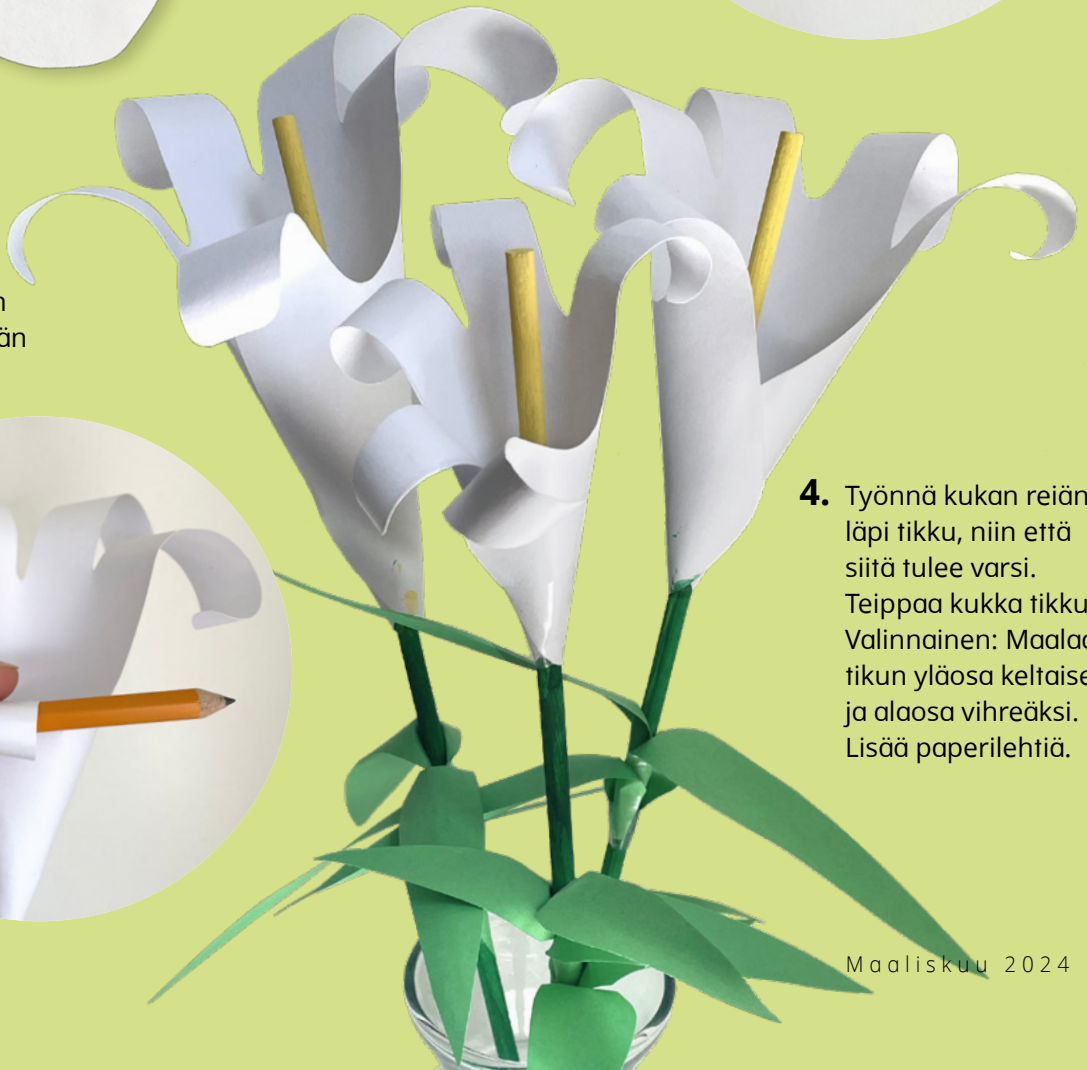 n
än
4. Työnnä kukan reiän
läpi tikku, niin että
siitä tulee varsi.
Teippaa kukka tikku
Valinnainen: Maalaa
tikun yläosa keltaise
ja alaosa vihreäksi.
Lisää paperilehtiä.
Maaliskuu 2024